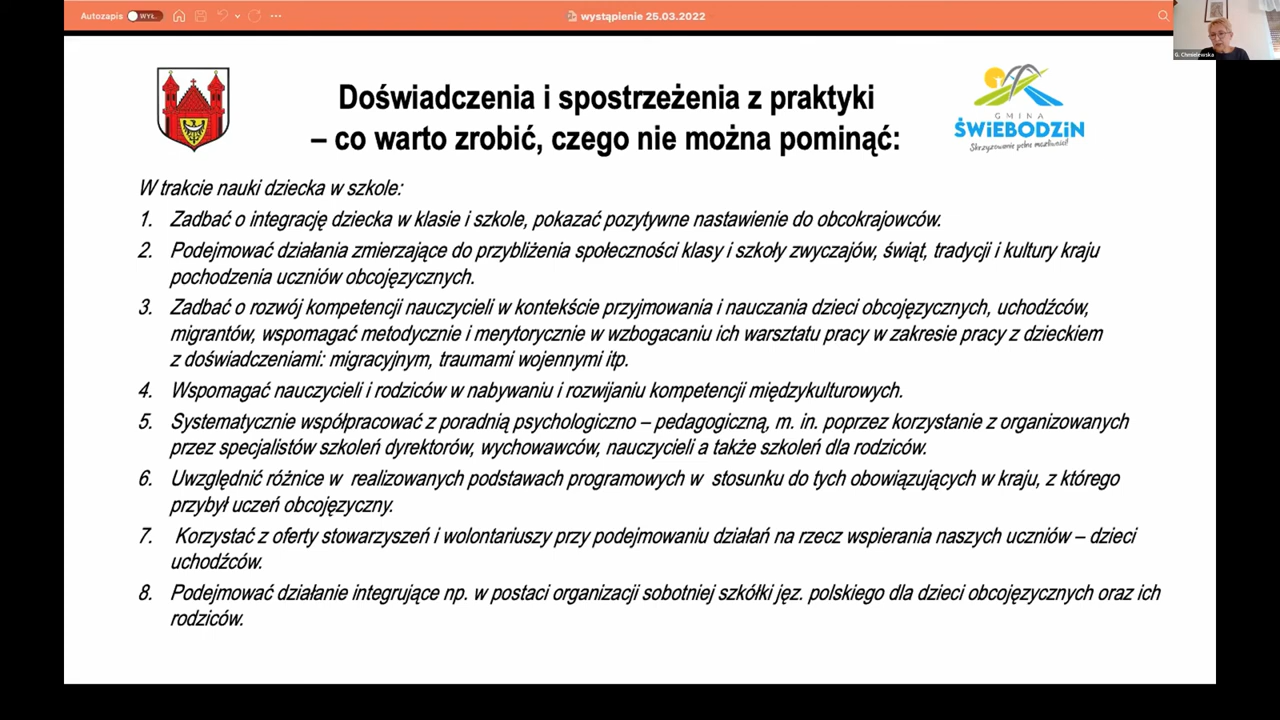 Autozapis WYŁ. wystąpienie 25.03.2022
G. Chmielewska
Doświadczenia i spostrzeżenia z praktyki
– co warto zrobić, czego nie można pominąć:
GMINA
ŚWiEBODZiN
Skrzyżowanie pełne możliwości!
W trakcie nauki dziecka w szkole:
1. Zadbać o integrację dziecka w klasie i szkole, pokazać pozytywne nastawienie do obcokrajowców.
2. Podejmować działania zmierzające do przybliżenia społeczności klasy i szkoły zwyczajów, świąt, tradycji i kultury kraju
pochodzenia uczniów obcojęzycznych.
3. Zadbać o rozwój kompetencji nauczycieli w kontekście przyjmowania i nauczania dzieci obcojęzycznych, uchodźców,
migrantów, wspomagać metodycznie i merytorycznie w wzbogacaniu ich warsztatu pracy w zakresie pracy z dzieckiem
z doświadczeniami: migracyjnym, traumami wojennymi itp.
4. Wspomagać nauczycieli i rodziców w nabywaniu i rozwijaniu kompetencji międzykulturowych.
5. Systematycznie współpracować z poradnią psychologiczno – pedagogiczną, m. in. poprzez korzystanie z organizowanych
przez specjalistów szkoleń dyrektorów, wychowawców, nauczycieli a także szkoleń dla rodziców.
6. Uwzględnić różnice w realizowanych podstawach programowych w stosunku do tych obowiązujących w kraju, z którego
przybył uczeń obcojęzyczny.
7. Korzystać z oferty stowarzyszeń i wolontariuszy przy podejmowaniu działań na rzecz wspierania naszych uczniów – dzieci
uchodźców.
8. Podejmować działanie integrujące np. w postaci organizacji sobotniej szkółki jęz. polskiego dla dzieci obcojęzycznych oraz ich
rodziców.